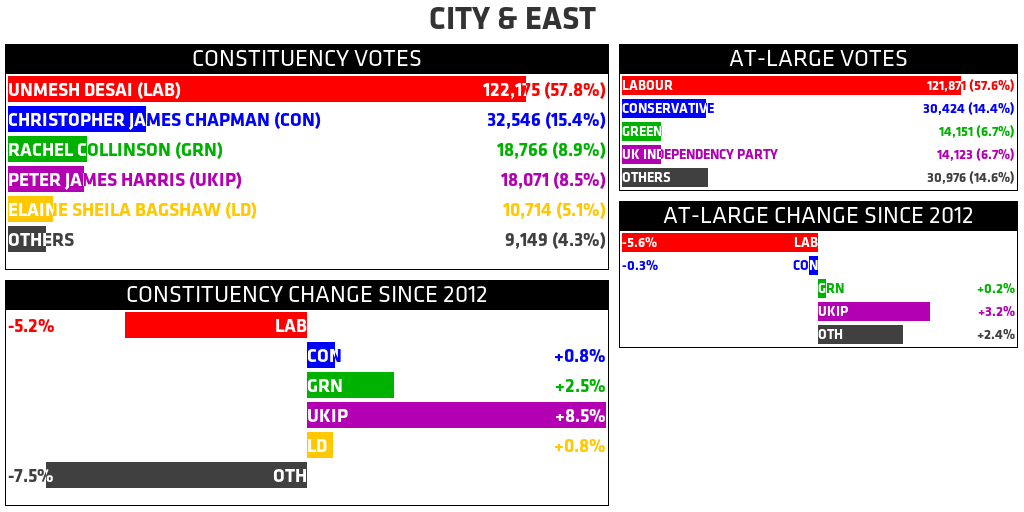 CITY & EAST
CONSTITUENCY VOTES
UNMESH DESAI (LAB) 122,175 (57.8%)
CHRISTOPHER JAMES CHAPMAN (CON) 32,546 (15.4%)
RACHEL COLLINSON (GRN) 18,766 (8.9%)
PETER JAMES HARRIS (UKIP) 18,071 (8.5%)
ELAINE SHEILA BAGSHAW (LD) 10,714 (5.1%)
OTHERS 9,149 (4.3%)
CONSTITUENCY CHANGE SINCE 2012
-5.2% LAB
CON +0.8%
GRN +2.5%
UKIP +8.5%
LD +0.8%
-7.5% OTH
AT-LARGE VOTES
LABOUR 121,871 (57.6%)
CONSERVATIVE 30,424 (14.4%)
GREEN 14,151 (6.7%)
UK INDEPENDENCY PARTY 14,123 (6.7%)
OTHERS 30,976 (14.6%)
AT-LARGE CHANGE SINCE 2012
-5.6% LAB
-0.3% CON
GRN +0.2%
UKIP +3.2%
OTH +2.4%